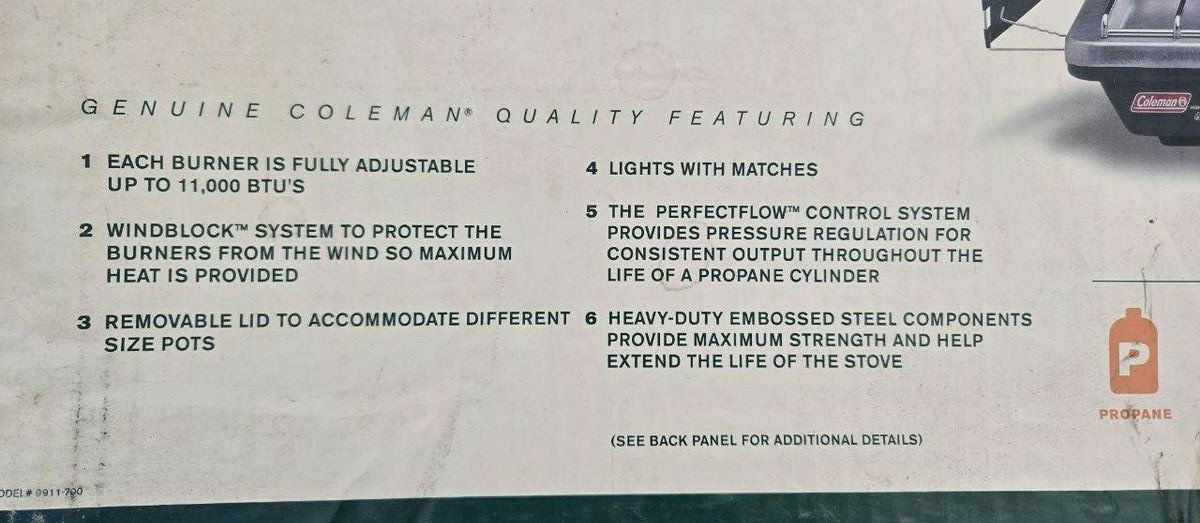 GENUINE COLEMAN® QUALITY FEATURING
1 EACH BURNER IS FULLY ADJUSTABLE
UP TO 11,000 BTU'S
2 WINDBLOCK™ SYSTEM TO PROTECT THE
BURNERS FROM THE WIND SO MAXIMUM
HEAT IS PROVIDED
3 REMOVABLE LID TO ACCOMMODATE DIFFERENT
SIZE POTS
4 LIGHTS WITH MATCHES
5 THE PERFECTFLOW™ CONTROL SYSTEM
PROVIDES PRESSURE REGULATION FOR
CONSISTENT OUTPUT THROUGHOUT THE
LIFE OF A PROPANE CYLINDER
6 HEAVY-DUTY EMBOSSED STEEL COMPONENTS
PROVIDE MAXIMUM STRENGTH AND HELP
EXTEND THE LIFE OF THE STOVE
(SEE BACK PANEL FOR ADDITIONAL DETAILS)
Coleman
P
PROPANE
ODEL# 9911-700